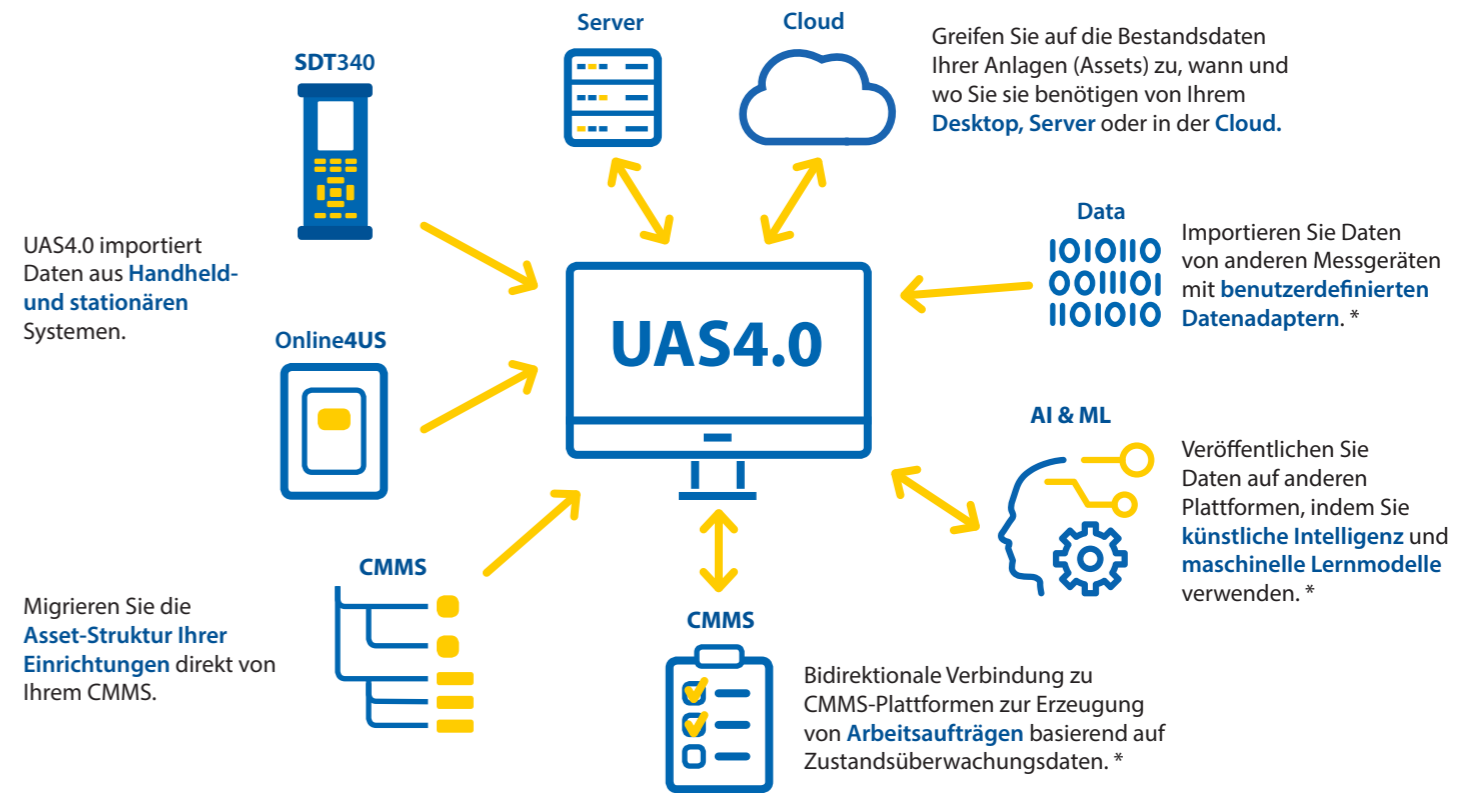 Server
Cloud
Greifen Sie auf die Bestandsdaten
Ihrer Anlagen (Assets) zu, wann und
wo Sie sie benötigen von Ihrem
Desktop, Server oder in der Cloud.
SDT340
UAS4.0 importiert
Daten aus Handheld-
und stationären
Systemen.
Data
1010110
0011101
1101010
Importieren Sie Daten
von anderen Messgeräten
mit benutzerdefinierten
Datenadaptern. *
UAS4.0
Online4US
AI & ML
Veröffentlichen Sie
Daten auf anderen
Plattformen, indem Sie
künstliche Intelligenz und
maschinelle Lernmodelle
verwenden. *
CMMS
Migrieren Sie die
Asset-Struktur Ihrer
Einrichtungen direkt von
Ihrem CMMS.
CMMS
Bidirektionale Verbindung zu
CMMS-Plattformen zur Erzeugung
von Arbeitsaufträgen basierend auf
Zustandsüberwachungsdaten. *